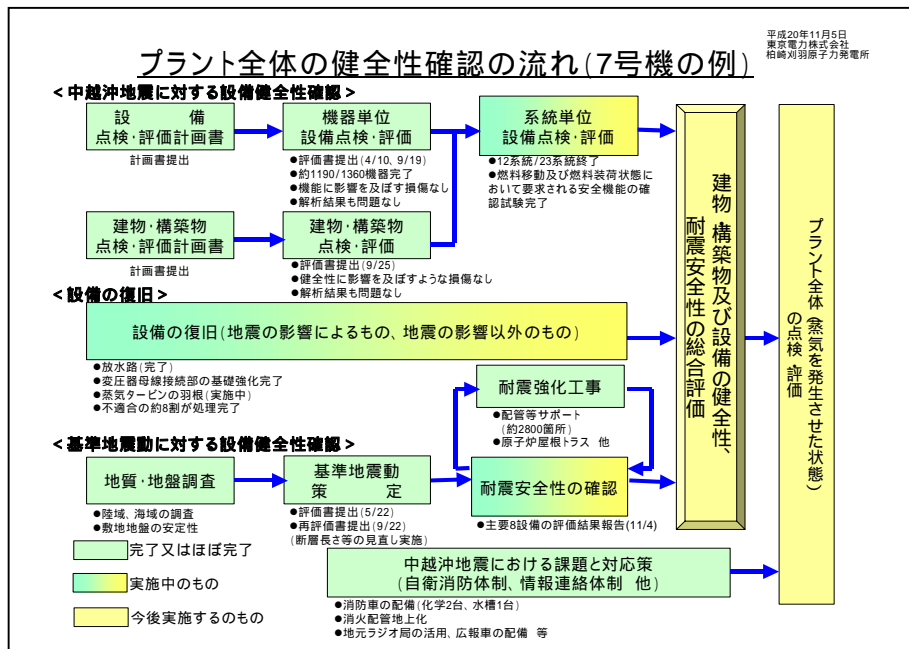 平成20年11月5日
東京電力株式会社
柏崎刈羽原子力発電所
プラント全体の健全性確認の流れ(7号機の例)
<中越沖地震に対する設備健全性確認>
設　　備
点検・評価計画書
計画書提出
機器単位
設備点検・評価
●評価書提出(4/10、9/19)
●約1190/1360機器完了
●機能に影響を及ぼす損傷なし
●解析結果も問題なし
系統単位
設備点検・評価
●12系統/23系統終了
●燃料移動及び燃料装荷状態に
おいて要求される安全機能の確
認試験完了
建物・構築物
点検・評価計画書
計画書提出
建物・構築物
点検・評価
●評価書提出(9/25)
●健全性に影響を及ぼすような損傷なし
●解析結果も問題なし
<設備の復旧>
設備の復旧(地震の影響によるもの、地震の影響以外のもの)
●放水路(完了)
●変圧器母線接続部の基礎強化完了
●蒸気タービンの羽根(実施中)
●不適合の約8割が処理完了
耐震強化工事
●配管等サポート
(約2800箇所)
●原子炉屋根トラス 他
<基準地震動に対する設備健全性確認>
地質・地盤調査
●陸域、海域の調査
●敷地地盤の安定性
基準地震動
策　　定
●評価書提出(5/22)
●再評価書提出(9/22)
(断層長さ等の見直し実施)
耐震安全性の確認
●主要8設備の評価結果報告(11/4)
建物・構築物及び設備の健全性、
耐震安全性の総合評価
プラント全体(蒸気を発生させた状態)
の点検・評価
完了又はほぼ完了
実施中のもの
今後実施するのもの
中越沖地震における課題と対応策
(自衛消防体制、情報連絡体制 他)
●消防車の配備(化学2台、水槽1台)
●消火配管地上化
●地元ラジオ局の活用、広報車の配備 等